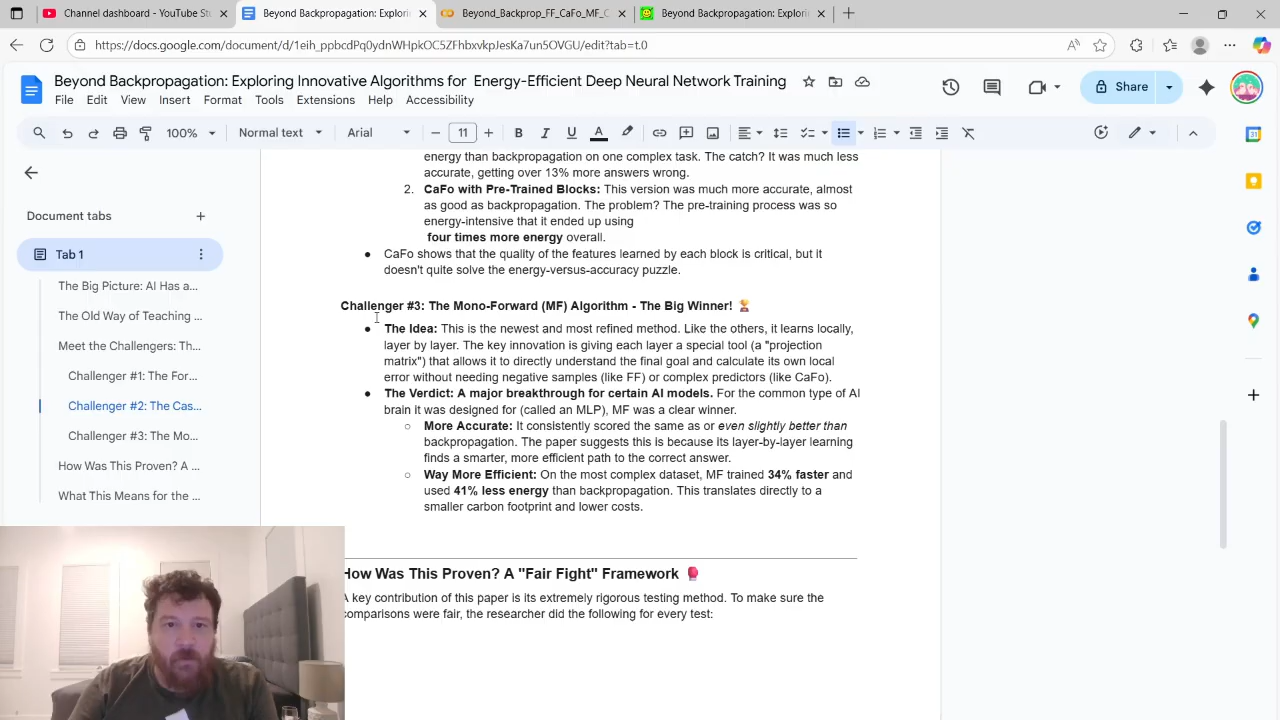 Channel dashboard - YouTube St
Beyond Backpropagation: Explori
Beyond_Backprop_FF_CaFo_MF_C
Beyond Backpropagation: Explori
https://docs.google.com/document/d/1eih_ppbcdPq0ydnWHpkOC5ZFhbxvkpJesKa7un5OVGU/edit?tab=t.0
Beyond Backpropagation: Exploring Innovative Algorithms for Energy-Efficient Deep Neural Network Training
File Edit View Insert Format Tools Extensions Help Accessibility
Share
100% Normal text Arial 11 B I U A
energy than backpropagation on one complex task. The catch? It was much less
accurate, getting over 13% more answers wrong.
2. CaFo with Pre-Trained Blocks: This version was much more accurate, almost
as good as backpropagation. The problem? The pre-training process was so
energy-intensive that it ended up using
four times more energy overall.
● CaFo shows that the quality of the features learned by each block is critical, but it
doesn't quite solve the energy-versus-accuracy puzzle.
Challenger #3: The Mono-Forward (MF) Algorithm - The Big Winner! 🏆
● The Idea: This is the newest and most refined method. Like the others, it learns locally,
layer by layer. The key innovation is giving each layer a special tool (a "projection
matrix") that allows it to directly understand the final goal and calculate its own local
error without needing negative samples (like FF) or complex predictors (like CaFo).
● The Verdict: A major breakthrough for certain AI models. For the common type of AI
brain it was designed for (called an MLP), MF was a clear winner.
○ More Accurate: It consistently scored the same as or even slightly better than
backpropagation. The paper suggests this is because its layer-by-layer learning
finds a smarter, more efficient path to the correct answer.
○ Way More Efficient: On the most complex dataset, MF trained 34% faster and
used 41% less energy than backpropagation. This translates directly to a
smaller carbon footprint and lower costs.
How Was This Proven? A "Fair Fight" Framework 🥊
A key contribution of this paper is its extremely rigorous testing method. To make sure the
comparisons were fair, the researcher did the following for every test:
Document tabs
Tab 1
The Big Picture: AI Has a...
The Old Way of Teaching ...
Meet the Challengers: Th...
Challenger #1: The For...
Challenger #2: The Cas...
Challenger #3: The Mo...
How Was This Proven? A ...
What This Means for the ...